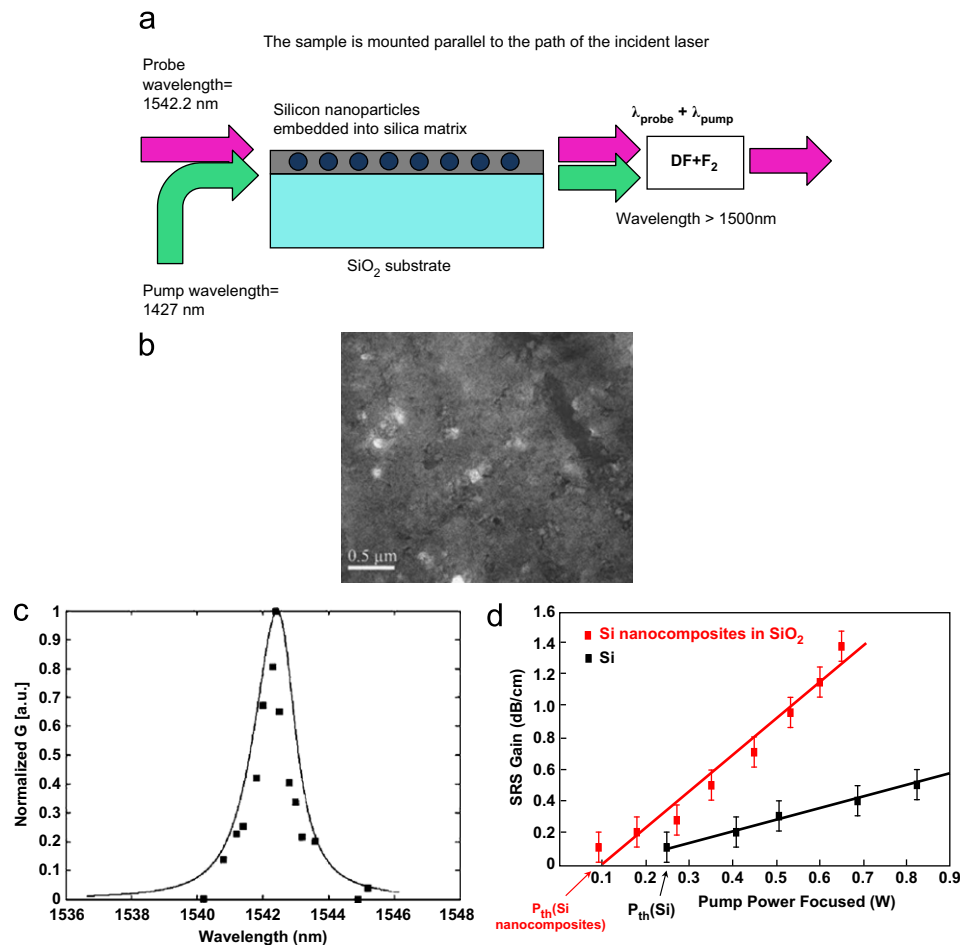 a
The sample is mounted parallel to the path of the incident laser
Probe
wavelength=
1542.2 nm
Silicon nanoparticles
embedded into silica matrix
λprobe + λpump
DF+F2
Wavelength > 1500nm
SiO2 substrate
Pump wavelength=
1427 nm
b
0.5 µm
c
Normalized G [a.u.]
1
0.9
0.8
0.7
0.6
0.5
0.4
0.3
0.2
0.1
0
1536
1538
1540
1542
1544
1546
1548
Wavelength (nm)
d
SRS Gain (dB/cm)
1.6
1.4
1.2
1.0
0.8
0.6
0.4
0.2
0
Si nanocomposites in SiO2
Si
0.1
0.2
0.3
0.4
0.5
0.6
0.7
0.8
0.9
Pth(Si
nanocomposites)
Pth(Si)
Pump Power Focused (W)